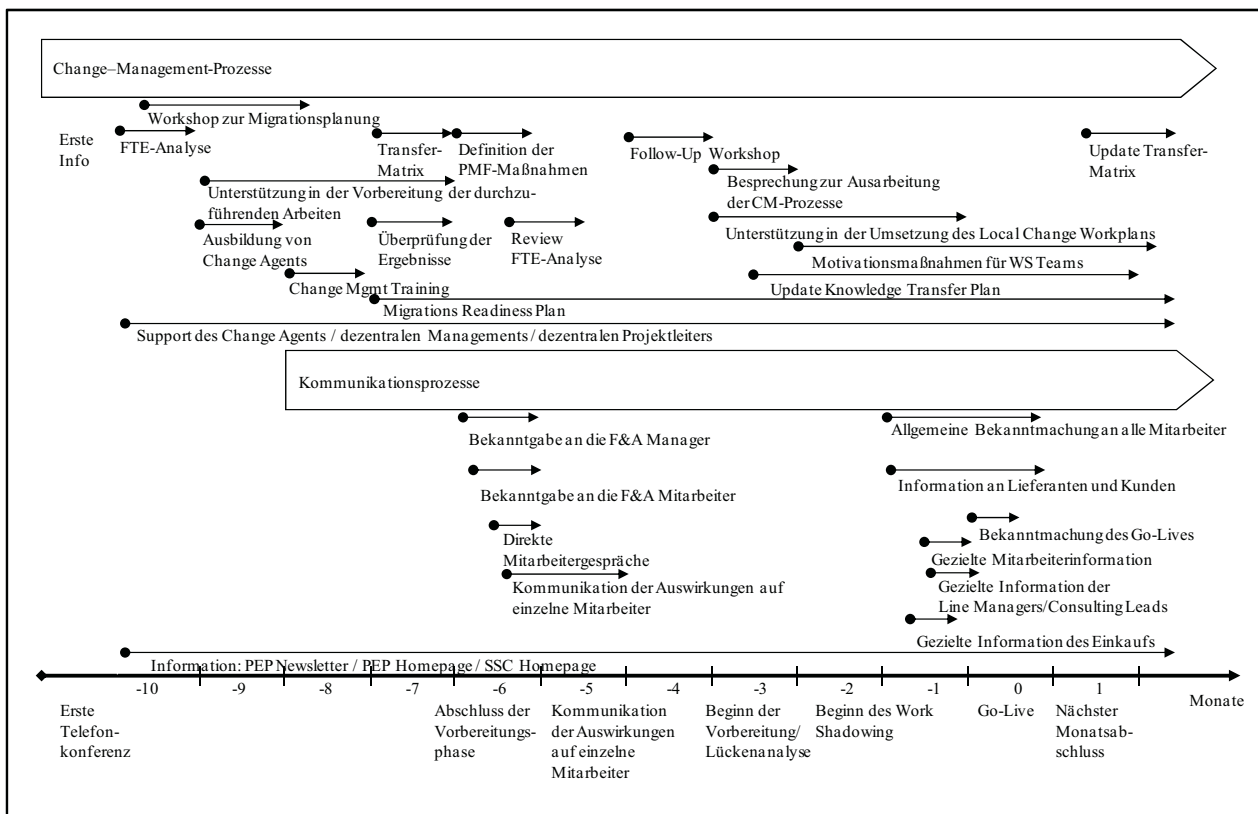 Change–Management-Prozesse
Workshop zur Migrationsplanung
Erste
Info
FTE-Analyse
Transfer-
Matrix
Definition der
PMF-Maßnahmen
Follow-Up Workshop
Update Transfer-
Matrix
Besprechung zur Ausarbeitung
der CM-Prozesse
Unterstützung in der Vorbereitung der durchzu-
führenden Arbeiten
Ausbildung von
Change Agents
Überprüfung der
Ergebnisse
Review
FTE-Analyse
Unterstützung in der Umsetzung des Local Change Workplans
Motivationsmaßnahmen für WS Teams
Change Mgmt Training
Update Knowledge Transfer Plan
Migrations Readiness Plan
Support des Change Agents / dezentralen Managements / dezentralen Projektleiters
Kommunikationsprozesse
Bekanntgabe an die F&A Manager
Allgemeine Bekanntmachung an alle Mitarbeiter
Bekanntgabe an die F&A Mitarbeiter
Information an Lieferanten und Kunden
Direkte
Mitarbeitergespräche
Bekanntmachung des Go-Lives
Gezielte Mitarbeiterinformation
Kommunikation der Auswirkungen auf
einzelne Mitarbeiter
Gezielte Information der
Line Managers/Consulting Leads
Gezielte Information des Einkaufs
Information: PEP Newsletter / PEP Homepage / SSC Homepage
-10 -9 -8 -7 -6 -5 -4 -3 -2 -1 0 1
Monate
Erste
Telefon-
konferenz
Abschluss der
Vorbereitungs-
phase
Kommunikation
der Auswirkungen
auf einzelne
Mitarbeiter
Beginn der
Vorbereitung/
Lückenanalyse
Beginn des Work
Shadowing
Go-Live
Nächster
Monatsab-
schluss